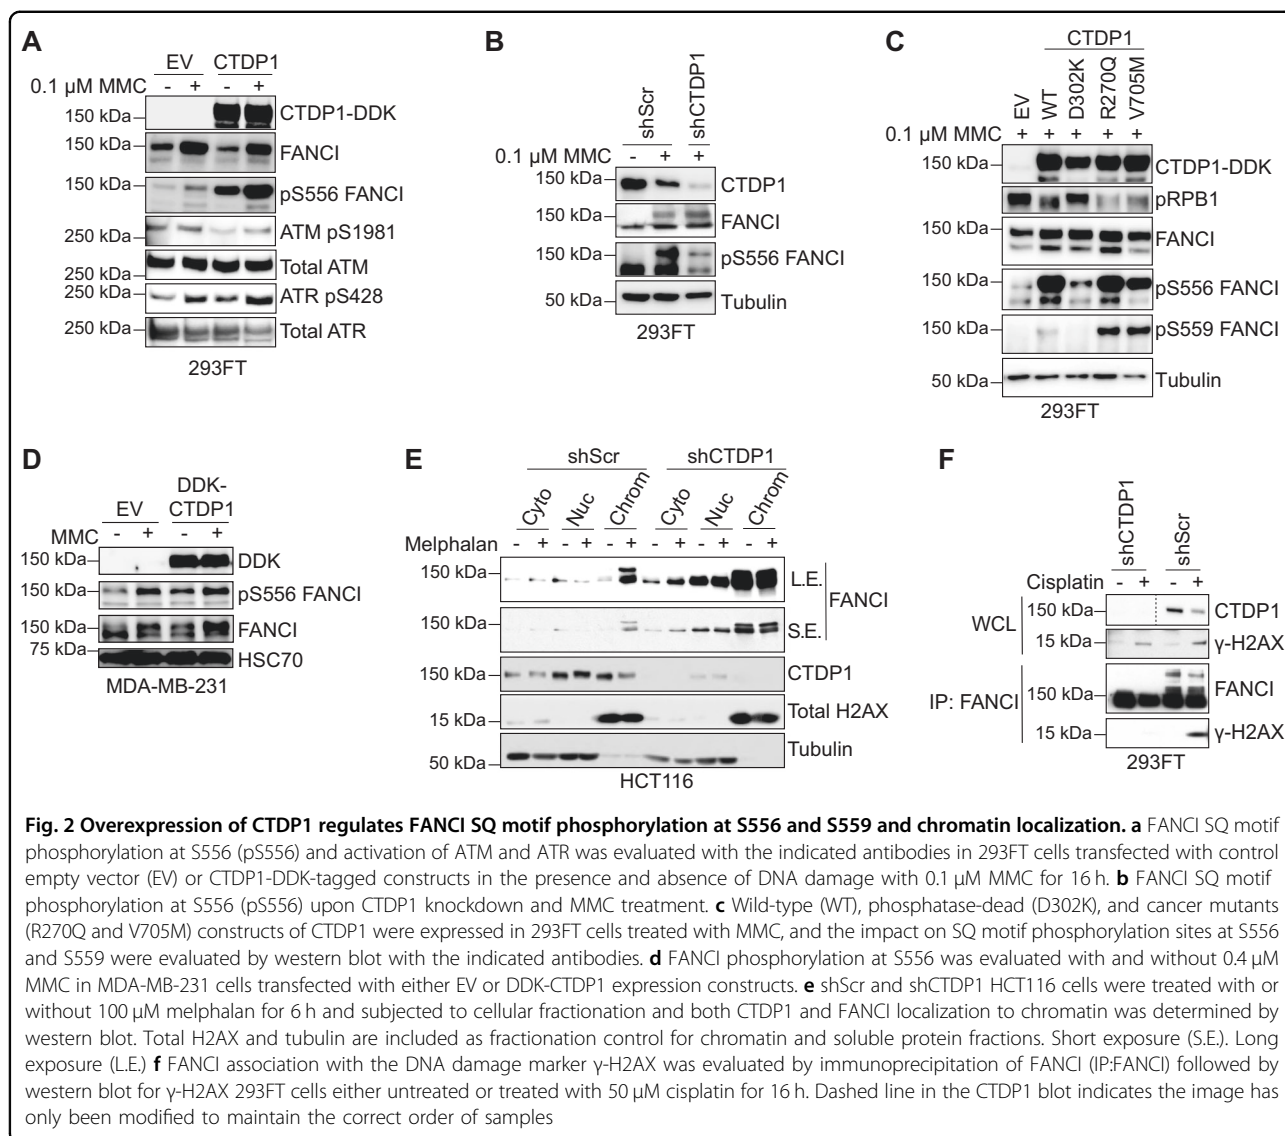 A
EV CTDP1
0.1 µM MMC - + - +
150 kDa CTDP1-DDK
150 kDa FANCI
150 kDa pS556 FANCI
250 kDa ATM pS1981
250 kDa Total ATM
250 kDa ATR pS428
250 kDa Total ATR
293FT
B
shScr shCTDP1
0.1 µM MMC - + +
150 kDa CTDP1
150 kDa FANCI
150 kDa pS556 FANCI
50 kDa Tubulin
293FT
C
CTDP1
EV WT D302K R270Q V705M
0.1 µM MMC + + + + +
150 kDa CTDP1-DDK
pRPB1
150 kDa FANCI
150 kDa pS556 FANCI
150 kDa pS559 FANCI
50 kDa Tubulin
293FT
D
EV DDK-
CTDP1
MMC - + - +
150 kDa DDK
150 kDa pS556 FANCI
150 kDa FANCI
75 kDa HSC70
MDA-MB-231
E
shScr shCTDP1
Cyto Nuc Chrom Cyto Nuc Chrom
Melphalan - + - + - + - + - + - +
150 kDa L.E.
FANCI
150 kDa S.E.
150 kDa CTDP1
15 kDa Total H2AX
50 kDa Tubulin
HCT116
F
shCTDP1 shScr
Cisplatin - + - +
WCL
150 kDa CTDP1
15 kDa γ-H2AX
IP: FANCI
150 kDa FANCI
15 kDa γ-H2AX
293FT
Fig. 2 Overexpression of CTDP1 regulates FANCI SQ motif phosphorylation at S556 and S559 and chromatin localization. a FANCI SQ motif
phosphorylation at S556 (pS556) and activation of ATM and ATR was evaluated with the indicated antibodies in 293FT cells transfected with control
empty vector (EV) or CTDP1-DDK-tagged constructs in the presence and absence of DNA damage with 0.1 µM MMC for 16 h. b FANCI SQ motif
phosphorylation at S556 (pS556) upon CTDP1 knockdown and MMC treatment. c Wild-type (WT), phosphatase-dead (D302K), and cancer mutants
(R270Q and V705M) constructs of CTDP1 were expressed in 293FT cells treated with MMC, and the impact on SQ motif phosphorylation sites at S556
and S559 were evaluated by western blot with the indicated antibodies. d FANCI phosphorylation at S556 was evaluated with and without 0.4 µM
MMC in MDA-MB-231 cells transfected with either EV or DDK-CTDP1 expression constructs. e shScr and shCTDP1 HCT116 cells were treated with or
without 100 µM melphalan for 6 h and subjected to cellular fractionation and both CTDP1 and FANCI localization to chromatin was determined by
western blot. Total H2AX and tubulin are included as fractionation control for chromatin and soluble protein fractions. Short exposure (S.E.). Long
exposure (L.E.) f FANCI association with the DNA damage marker γ-H2AX was evaluated by immunoprecipitation of FANCI (IP:FANCI) followed by
western blot for γ-H2AX 293FT cells either untreated or treated with 50 µM cisplatin for 16 h. Dashed line in the CTDP1 blot indicates the image has
only been modified to maintain the correct order of samples